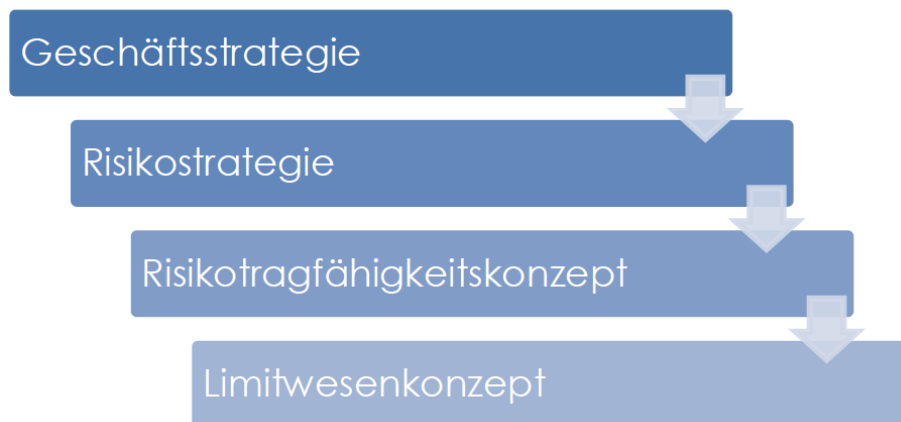 Geschäftsstrategie
Risikostrategie
Risikotragfähigkeitskonzept
Limitwesenkonzept